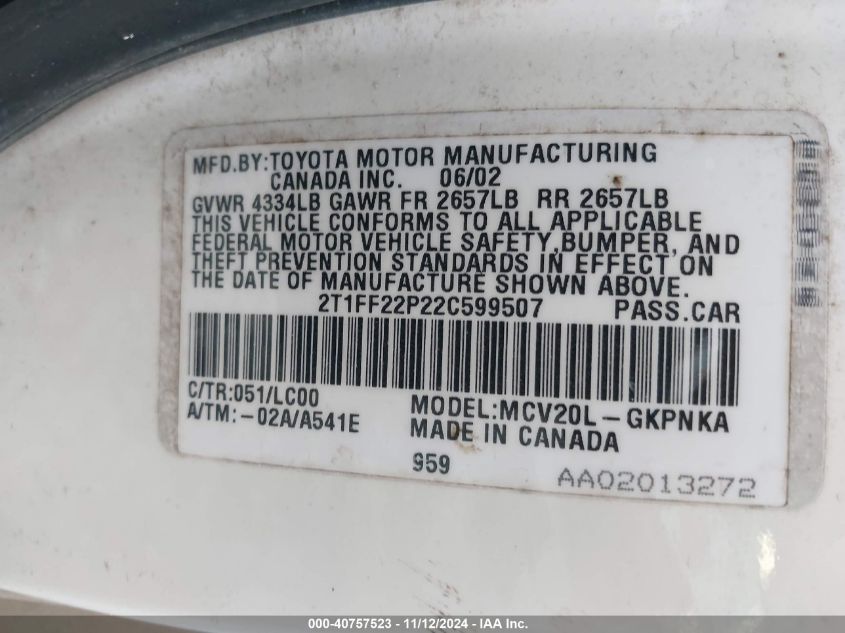 MFD.BY:TOYOTA MOTOR MANUFACTURING
CANADA INC. 06/02
GVWR 4334LB GAWR FR 2657LB RR 2657LB
THIS VEHICLE CONFORMS TO ALL APPLICABLE
FEDERAL MOTOR VEHICLE SAFETY,BUMPER, AND
THEFT PREVENTION STANDARDS IN EFFECT ON
THE DATE OF MANUFACTURE SHOWN ABOVE.
2T1FF22P22C599507 PASS.CAR
C/TR:051/LC00
A/TM:-02A/A541E
MODEL:MCV20L-GKPNKA
MADE IN CANADA
959
AA02013272
000-40757523 - 11/12/2024 - IAA, Inc.